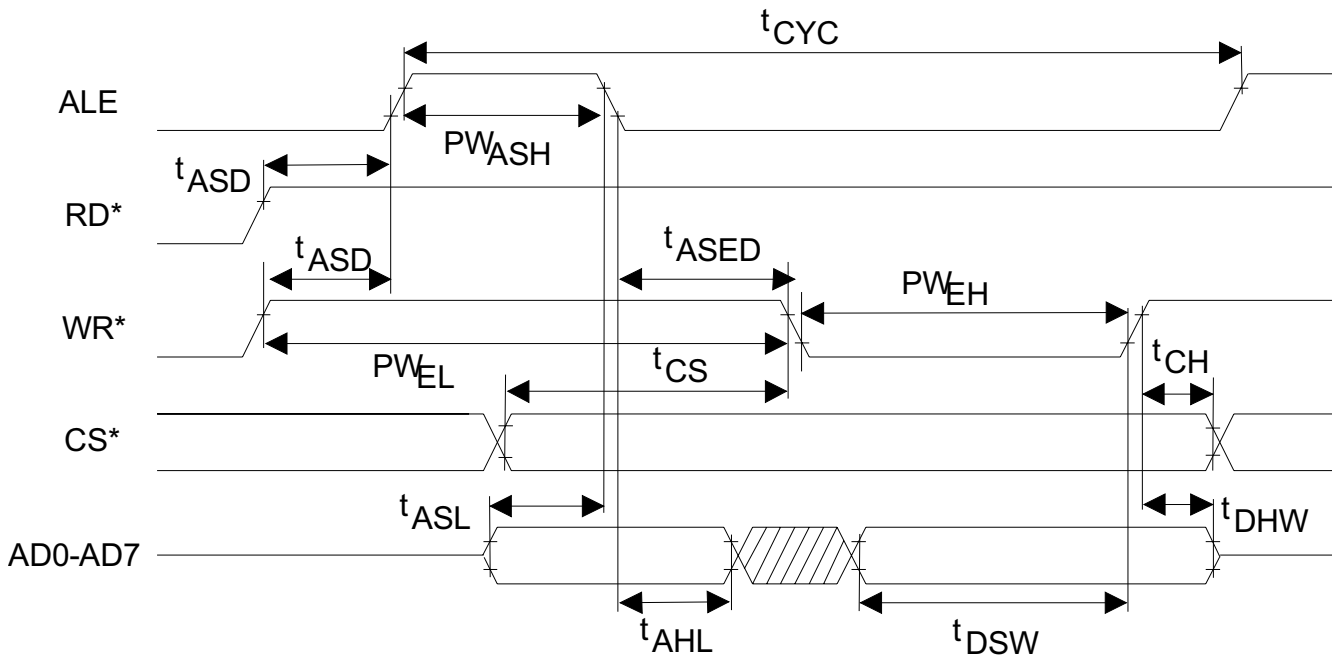 tCYC
ALE
PWASH
tASD
RD*
tASD
tASED
PWEH
WR*
PWEL
tCS
tCH
CS*
tASL
tDHW
AD0-AD7
tAHL
tDSW